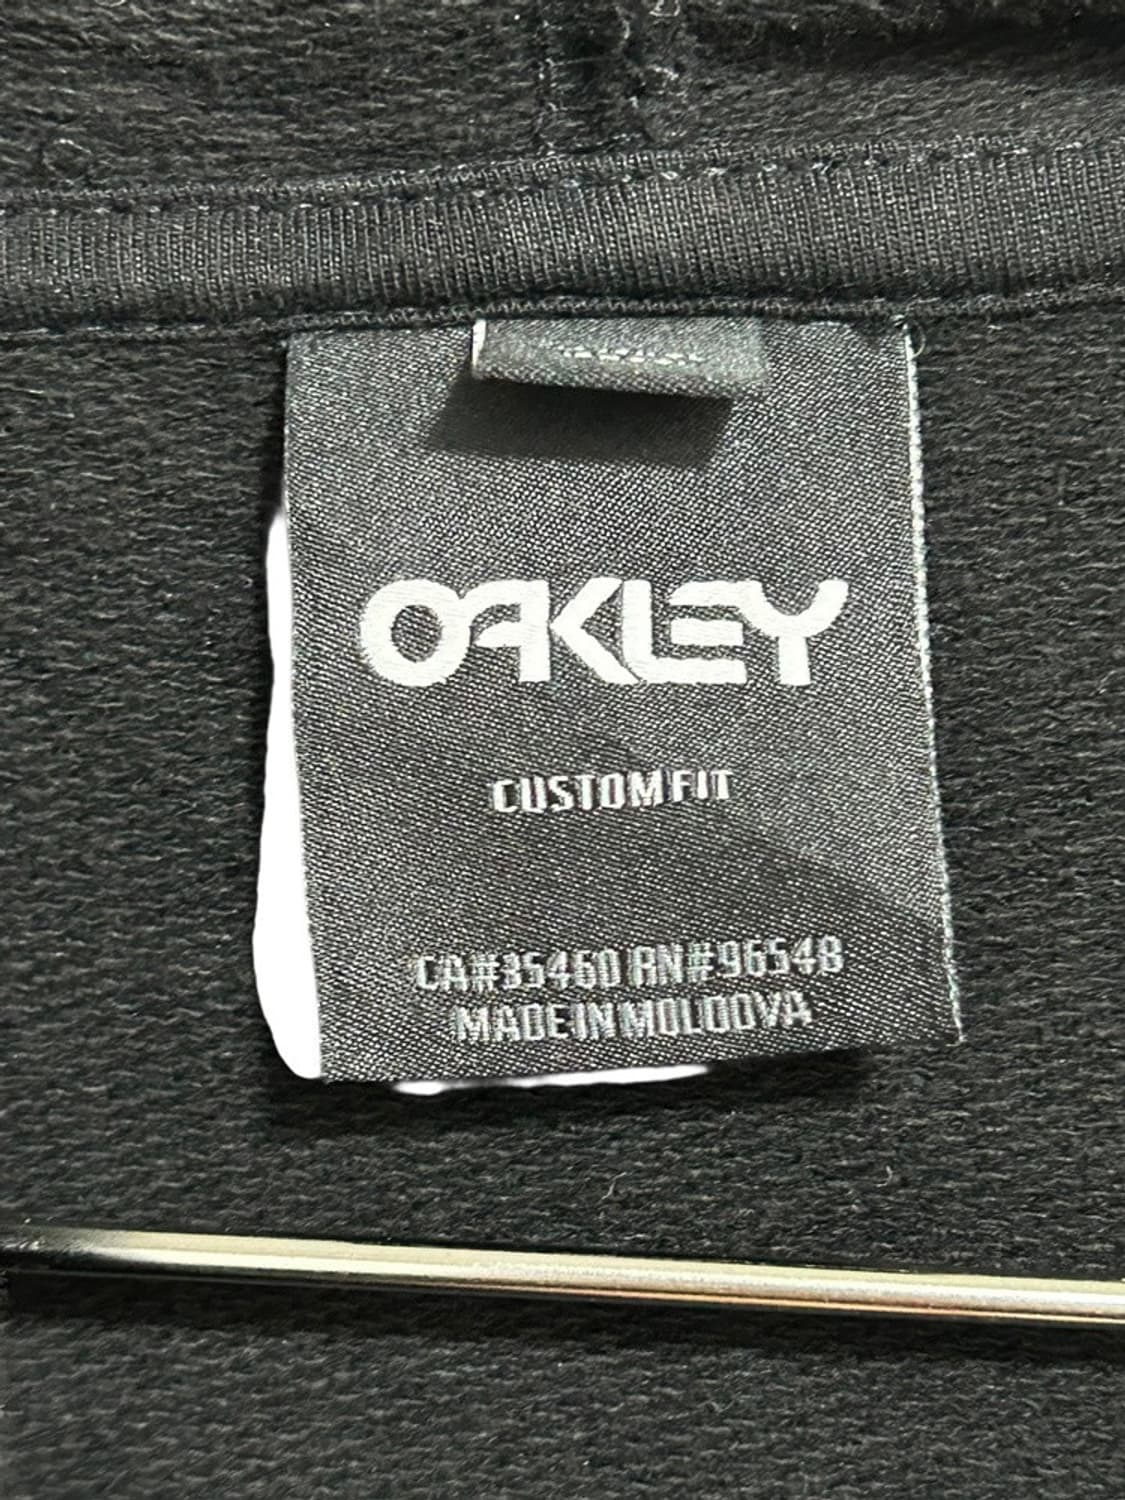 OAKLEY
CUSTOM FIT
CA#35460 RN#96548
MADE IN MOLDOVA